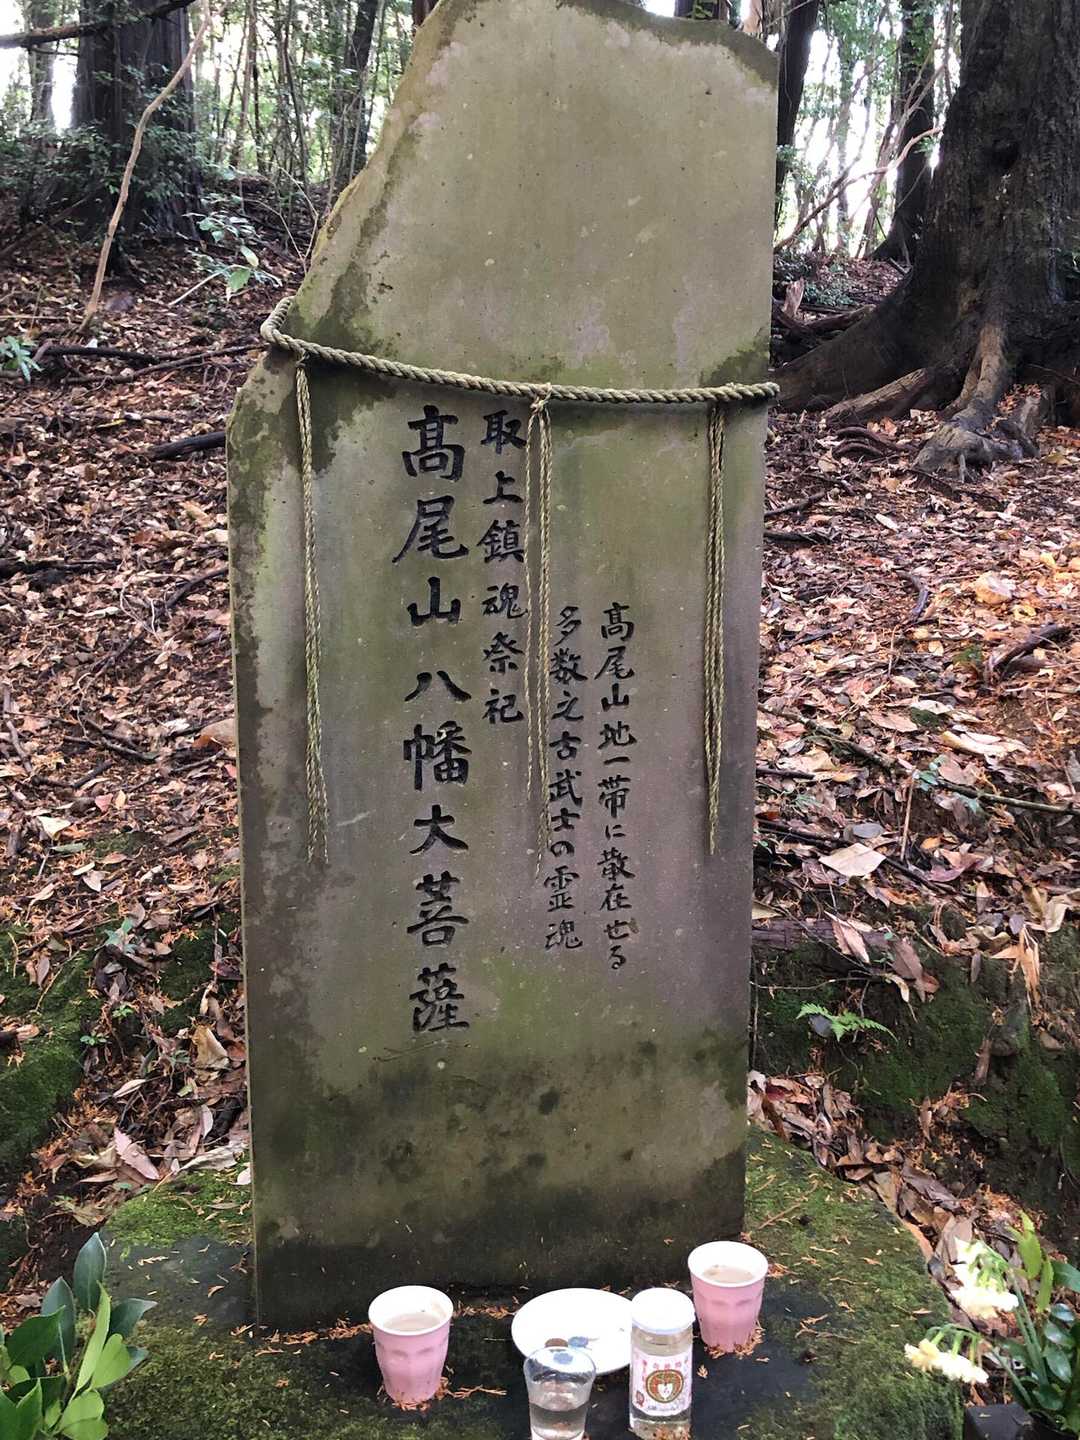 高尾山地一帯に散在せる
多数之古武士の霊魂
取上鎮魂祭祀
高尾山八幡大菩薩